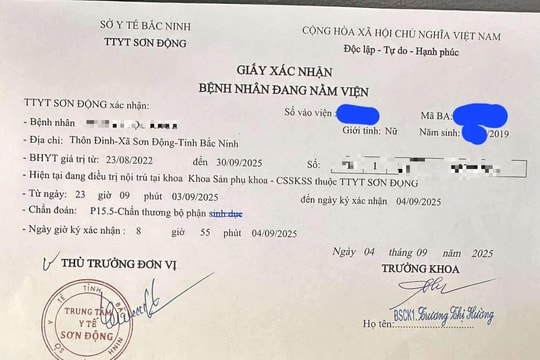 SỞ Y TẾ BẮC NINH
TTYT SƠN ĐỘNG
CỘNG HÒA XÃ HỘI CHỦ NGHĨA VIỆT NAM
Độc lập - Tự do - Hạnh phúc
GIẤY XÁC NHẬN
BỆNH NHÂN ĐANG NẰM VIỆN
TTYT SƠN ĐỘNG xác nhận:
Số vào viện
Mã BA:
- Bệnh nhân
Giới tính: Nữ
Năm sinh: /2019
- Địa chỉ: Thôn Đình-Xã Sơn Động-Tỉnh Bắc Ninh
- BHYT giá trị từ: 23/08/2022 đến 30/09/2025 Số: 1
- Hiện tại đang điều trị nội trú tại khoa Khoa Sản phụ khoa - CSSKSS thuộc TTYT SƠN ĐỘNG
- Từ ngày: 23 giờ 09 phút 03/09/2025 đến ngày ký xác nhận 04/09/2025
- Chẩn đoán: P15.5-Chấn thương bộ phận sinh dục
- Ngày giờ ký xác nhận: 8 giờ 55 phút 04/09/2025
Ngày 04 tháng 09 năm 2025
THỦ TRƯỞNG ĐƠN VỊ
TRƯỞNG KHOA
TRUNG TÂM
Y TẾ
SƠN ĐỘNG
BSCK1. Trương Thị Hường
Họ tên: